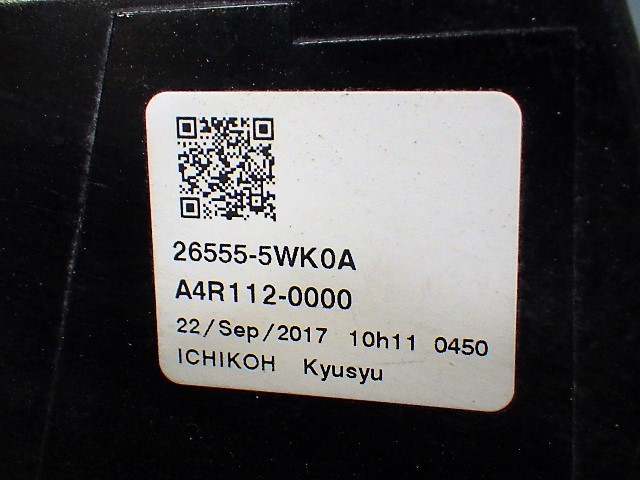 26555-5WK0A
A4R112-0000
22/Sep/2017 10h11 0450
ICHIKOH Kyusyu